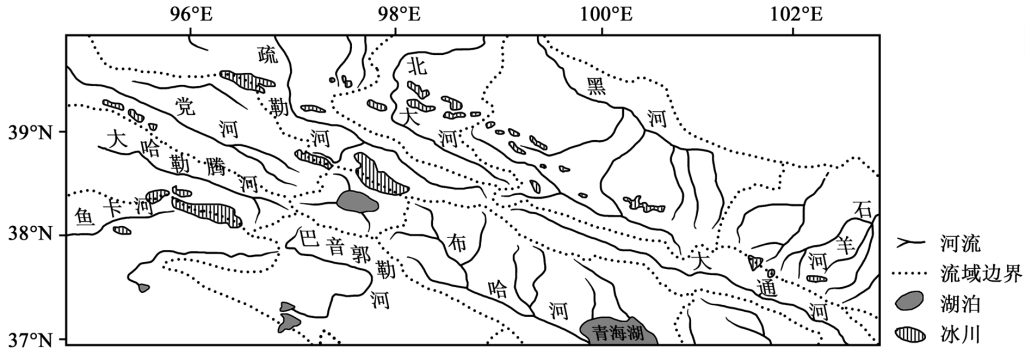 96°E 98°E 100°E 102°E
39°N
38°N
37°N
疏勒河
北大河
黑河
党河
大哈勒腾河
鱼卡河
巴音郭勒河
布哈河
大通河
石羊河
青海湖
河流
流域边界
湖泊
冰川